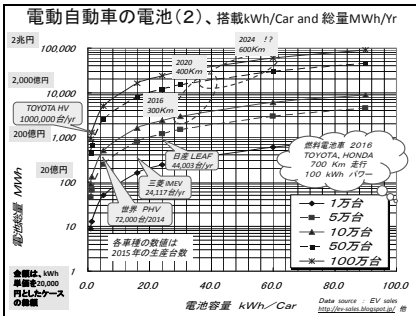 電動自動車の電池(2)、搭載kWh/Car and 総量MWh/Yr
2兆円
100,000
2020
400Km
2024 !?
600Km
2,000億円
10,000
TOYOTA HV
1000,000台/yr
2016
300Km
200億円
1,000
日産 LEAF
44,003台/yr
燃料電池車 2016
TOYOTA, HONDA
700 Km 走行
100 kWh パワー
20億円
100
三菱 IMEV
24,117台/yr
世界 PHV
72,000台/2014
10
各車種の数値は
2015年の生産台数
1万台
5万台
10万台
50万台
100万台
1
電池総量 MWh
0.0
20.0
40.0
60.0
80.0
100.0
電池容量 kWh/Car
金額は、kWh
単価を20,000
円としたケース
の総額
Data source : EV sales
http://ev-sales.blogspot.jp/ 他